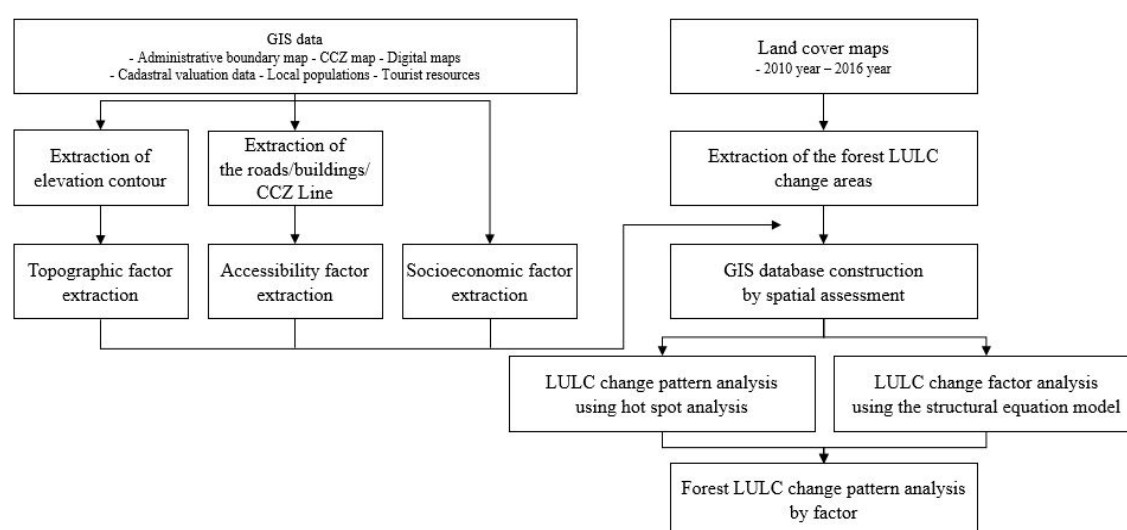 GIS data
- Administrative boundary map - CCZ map - Digital maps
- Cadastral valuation data - Local populations - Tourist resources
Land cover maps
- 2010 year – 2016 year
Extraction of
elevation contour
Extraction of
the roads/buildings/
CCZ Line
Extraction of the forest LULC
change areas
Topographic factor
extraction
Accessibility factor
extraction
Socioeconomic factor
extraction
GIS database construction
by spatial assessment
LULC change pattern analysis
using hot spot analysis
LULC change factor analysis
using the structural equation model
Forest LULC change pattern analysis
by factor